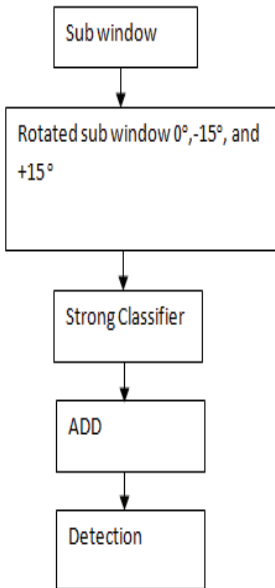 Sub window
Rotated sub window 0°,-15°, and
+15°
Strong Classifier
ADD
Detection